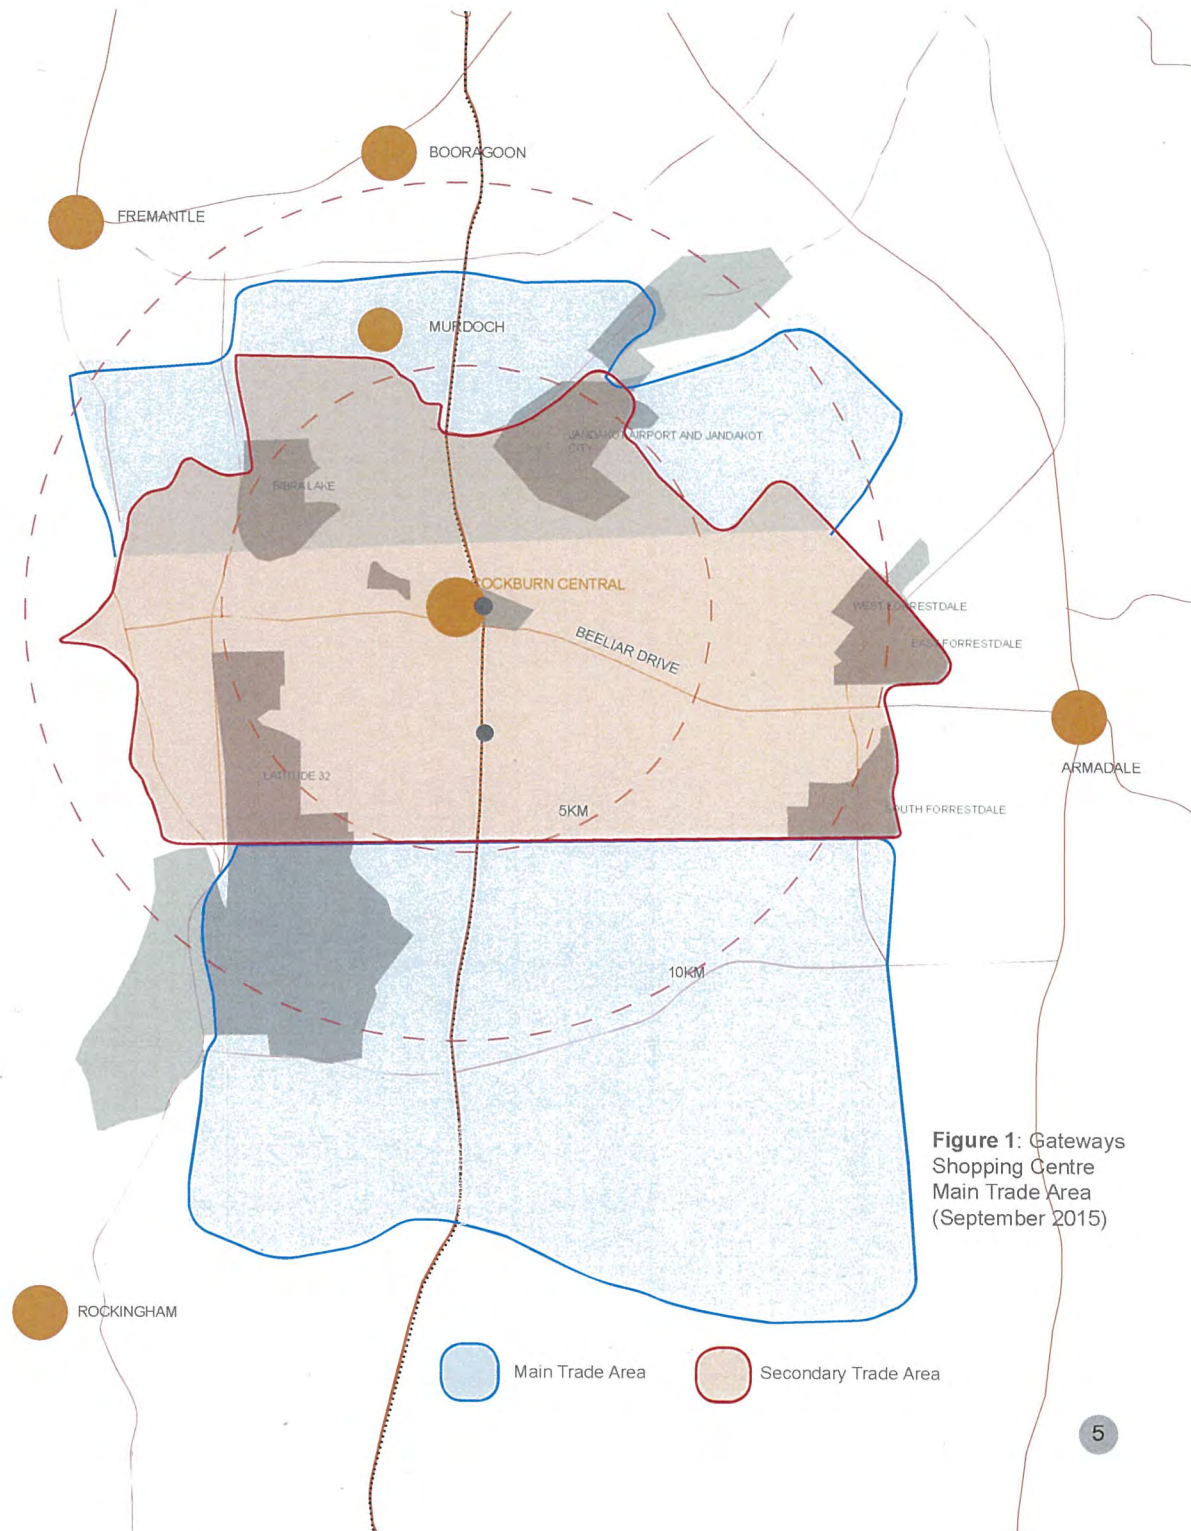 BOORAGOON
FREMANTLE
MURDOCH
JANDAKOT AIRPORT AND JANDAKOT
CITY
BIBRA LAKE
COCKBURN CENTRAL
WEST FORRESTDALE
BEELIAR DRIVE
EAST FORRESTDALE
ARMADALE
LATITUDE 32
5KM
SOUTH FORRESTDALE
10KM
Figure 1: Gateways
Shopping Centre
Main Trade Area
(September 2015)
ROCKINGHAM
Main Trade Area
Secondary Trade Area
5